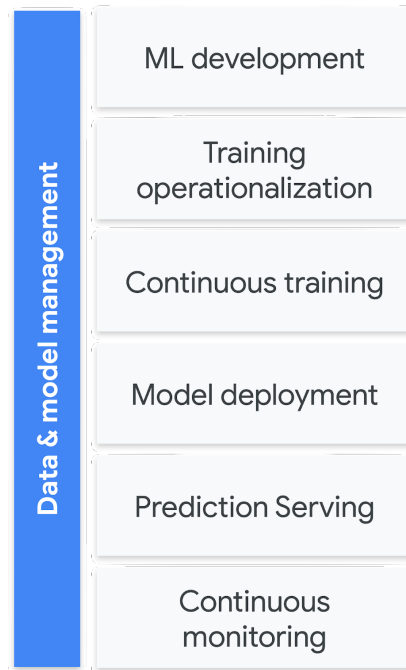 Data & model management
ML development
Training
operationalization
Continuous training
Model deployment
Prediction Serving
Continuous
monitoring